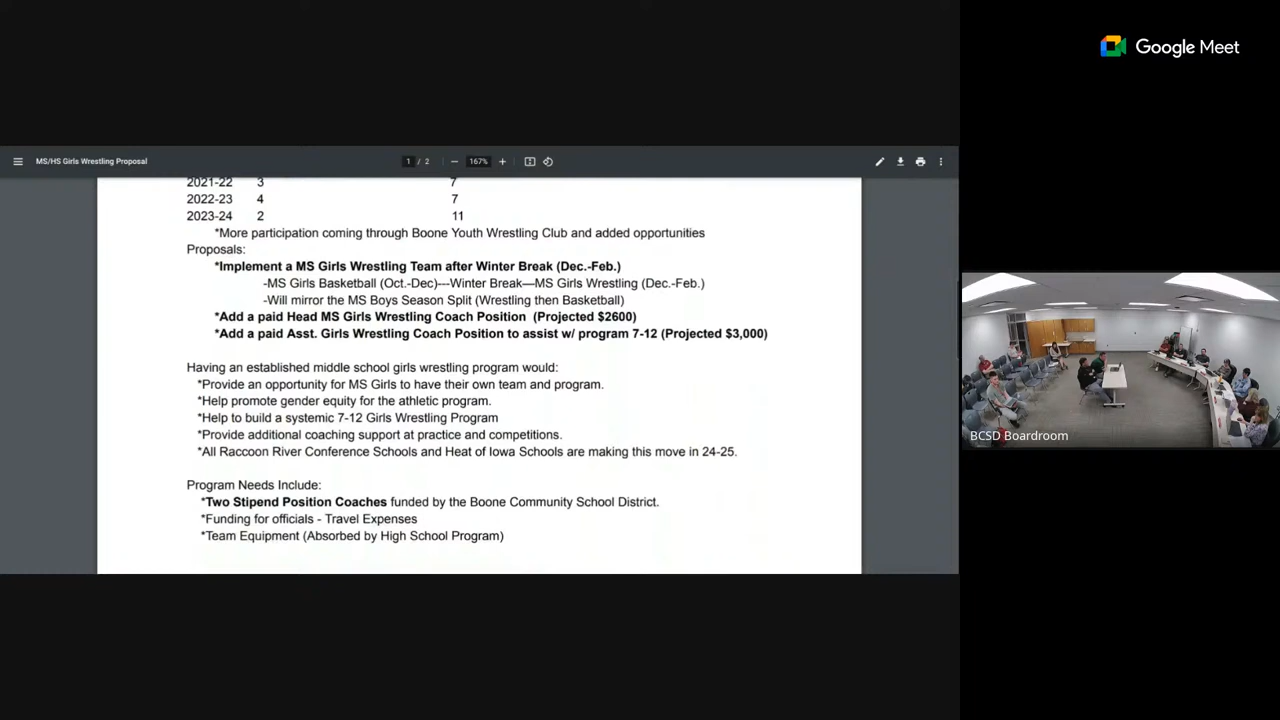 Google Meet
MS/HS Girls Wrestling Proposal
1 / 2
167%
2021-22 3 7
2022-23 4 7
2023-24 2 11
*More participation coming through Boone Youth Wrestling Club and added opportunities
Proposals:
*Implement a MS Girls Wrestling Team after Winter Break (Dec.-Feb.)
-MS Girls Basketball (Oct.-Dec)---Winter Break—MS Girls Wrestling (Dec.-Feb.)
-Will mirror the MS Boys Season Split (Wrestling then Basketball)
*Add a paid Head MS Girls Wrestling Coach Position (Projected $2600)
*Add a paid Asst. Girls Wrestling Coach Position to assist w/ program 7-12 (Projected $3,000)
Having an established middle school girls wrestling program would:
*Provide an opportunity for MS Girls to have their own team and program.
*Help promote gender equity for the athletic program.
*Help to build a systemic 7-12 Girls Wrestling Program
*Provide additional coaching support at practice and competitions.
*All Raccoon River Conference Schools and Heat of Iowa Schools are making this move in 24-25.
Program Needs Include:
*Two Stipend Position Coaches funded by the Boone Community School District.
*Funding for officials - Travel Expenses
*Team Equipment (Absorbed by High School Program)
BCSD Boardroom